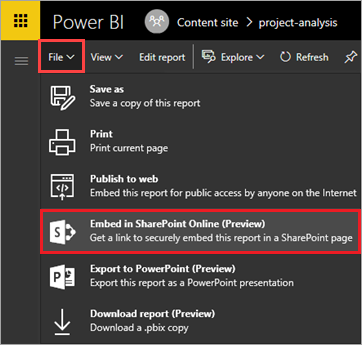 Power BI
Content site > project-analysis
File View Edit report Explore Refresh
Save as
Save a copy of this report
Print
Print current page
Publish to web
Embed this report for public access by anyone on the Internet
Embed in SharePoint Online (Preview)
Get a link to securely embed this report in a SharePoint page
Export to PowerPoint (Preview)
Export this report as a PowerPoint presentation
Download report (Preview)
Download a .pbix copy